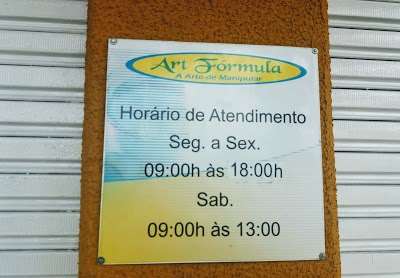 Art Fórmula
A Arte de Manipular
Horário de Atendimento
Seg. a Sex.
09:00h às 18:00h
Sab.
09:00h às 13:00